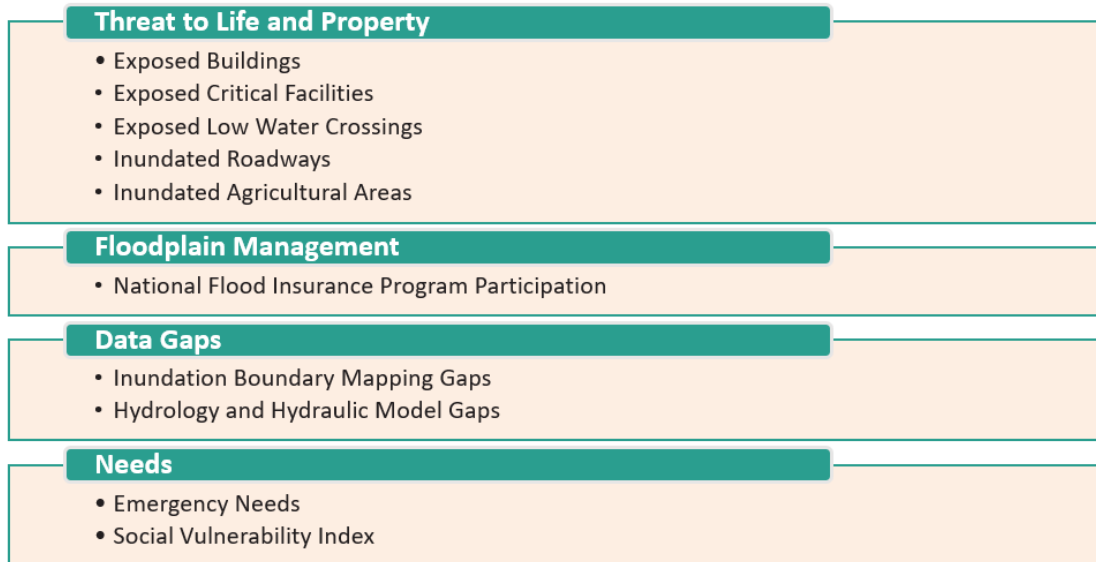 Threat to Life and Property
• Exposed Buildings
• Exposed Critical Facilities
• Exposed Low Water Crossings
• Inundated Roadways
• Inundated Agricultural Areas
Floodplain Management
• National Flood Insurance Program Participation
Data Gaps
• Inundation Boundary Mapping Gaps
• Hydrology and Hydraulic Model Gaps
Needs
• Emergency Needs
• Social Vulnerability Index